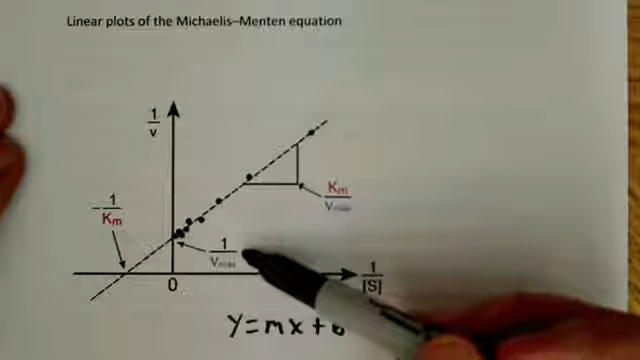 Linear plots of the Michaelis–Menten equation
1
v
- 1
Km
Km
Vmax
1
Vmax
1
[S]
0
y=mx+b